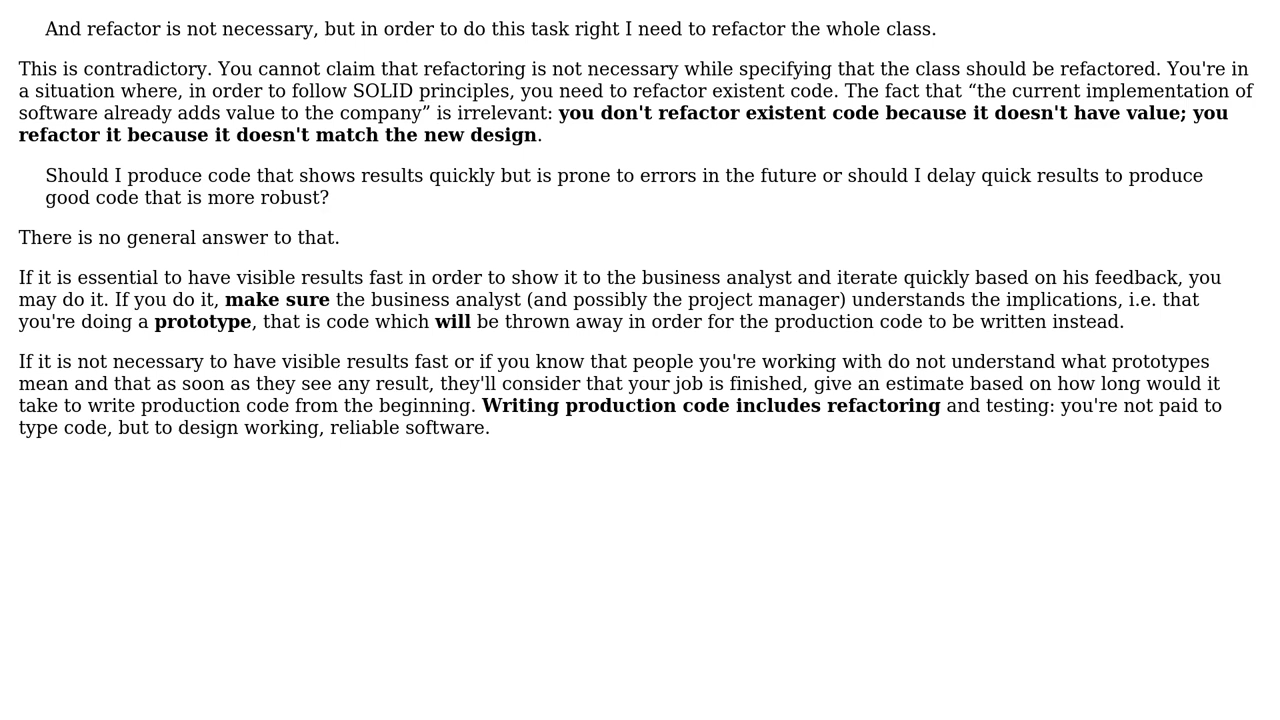 And refactor is not necessary, but in order to do this task right I need to refactor the whole class.
This is contradictory. You cannot claim that refactoring is not necessary while specifying that the class should be refactored. You're in
a situation where, in order to follow SOLID principles, you need to refactor existent code. The fact that “the current implementation of
software already adds value to the company” is irrelevant: you don't refactor existent code because it doesn't have value; you
refactor it because it doesn't match the new design.
Should I produce code that shows results quickly but is prone to errors in the future or should I delay quick results to produce
good code that is more robust?
There is no general answer to that.
If it is essential to have visible results fast in order to show it to the business analyst and iterate quickly based on his feedback, you
may do it. If you do it, make sure the business analyst (and possibly the project manager) understands the implications, i.e. that
you're doing a prototype, that is code which will be thrown away in order for the production code to be written instead.
If it is not necessary to have visible results fast or if you know that people you're working with do not understand what prototypes
mean and that as soon as they see any result, they'll consider that your job is finished, give an estimate based on how long would it
take to write production code from the beginning. Writing production code includes refactoring and testing: you're not paid to
type code, but to design working, reliable software.